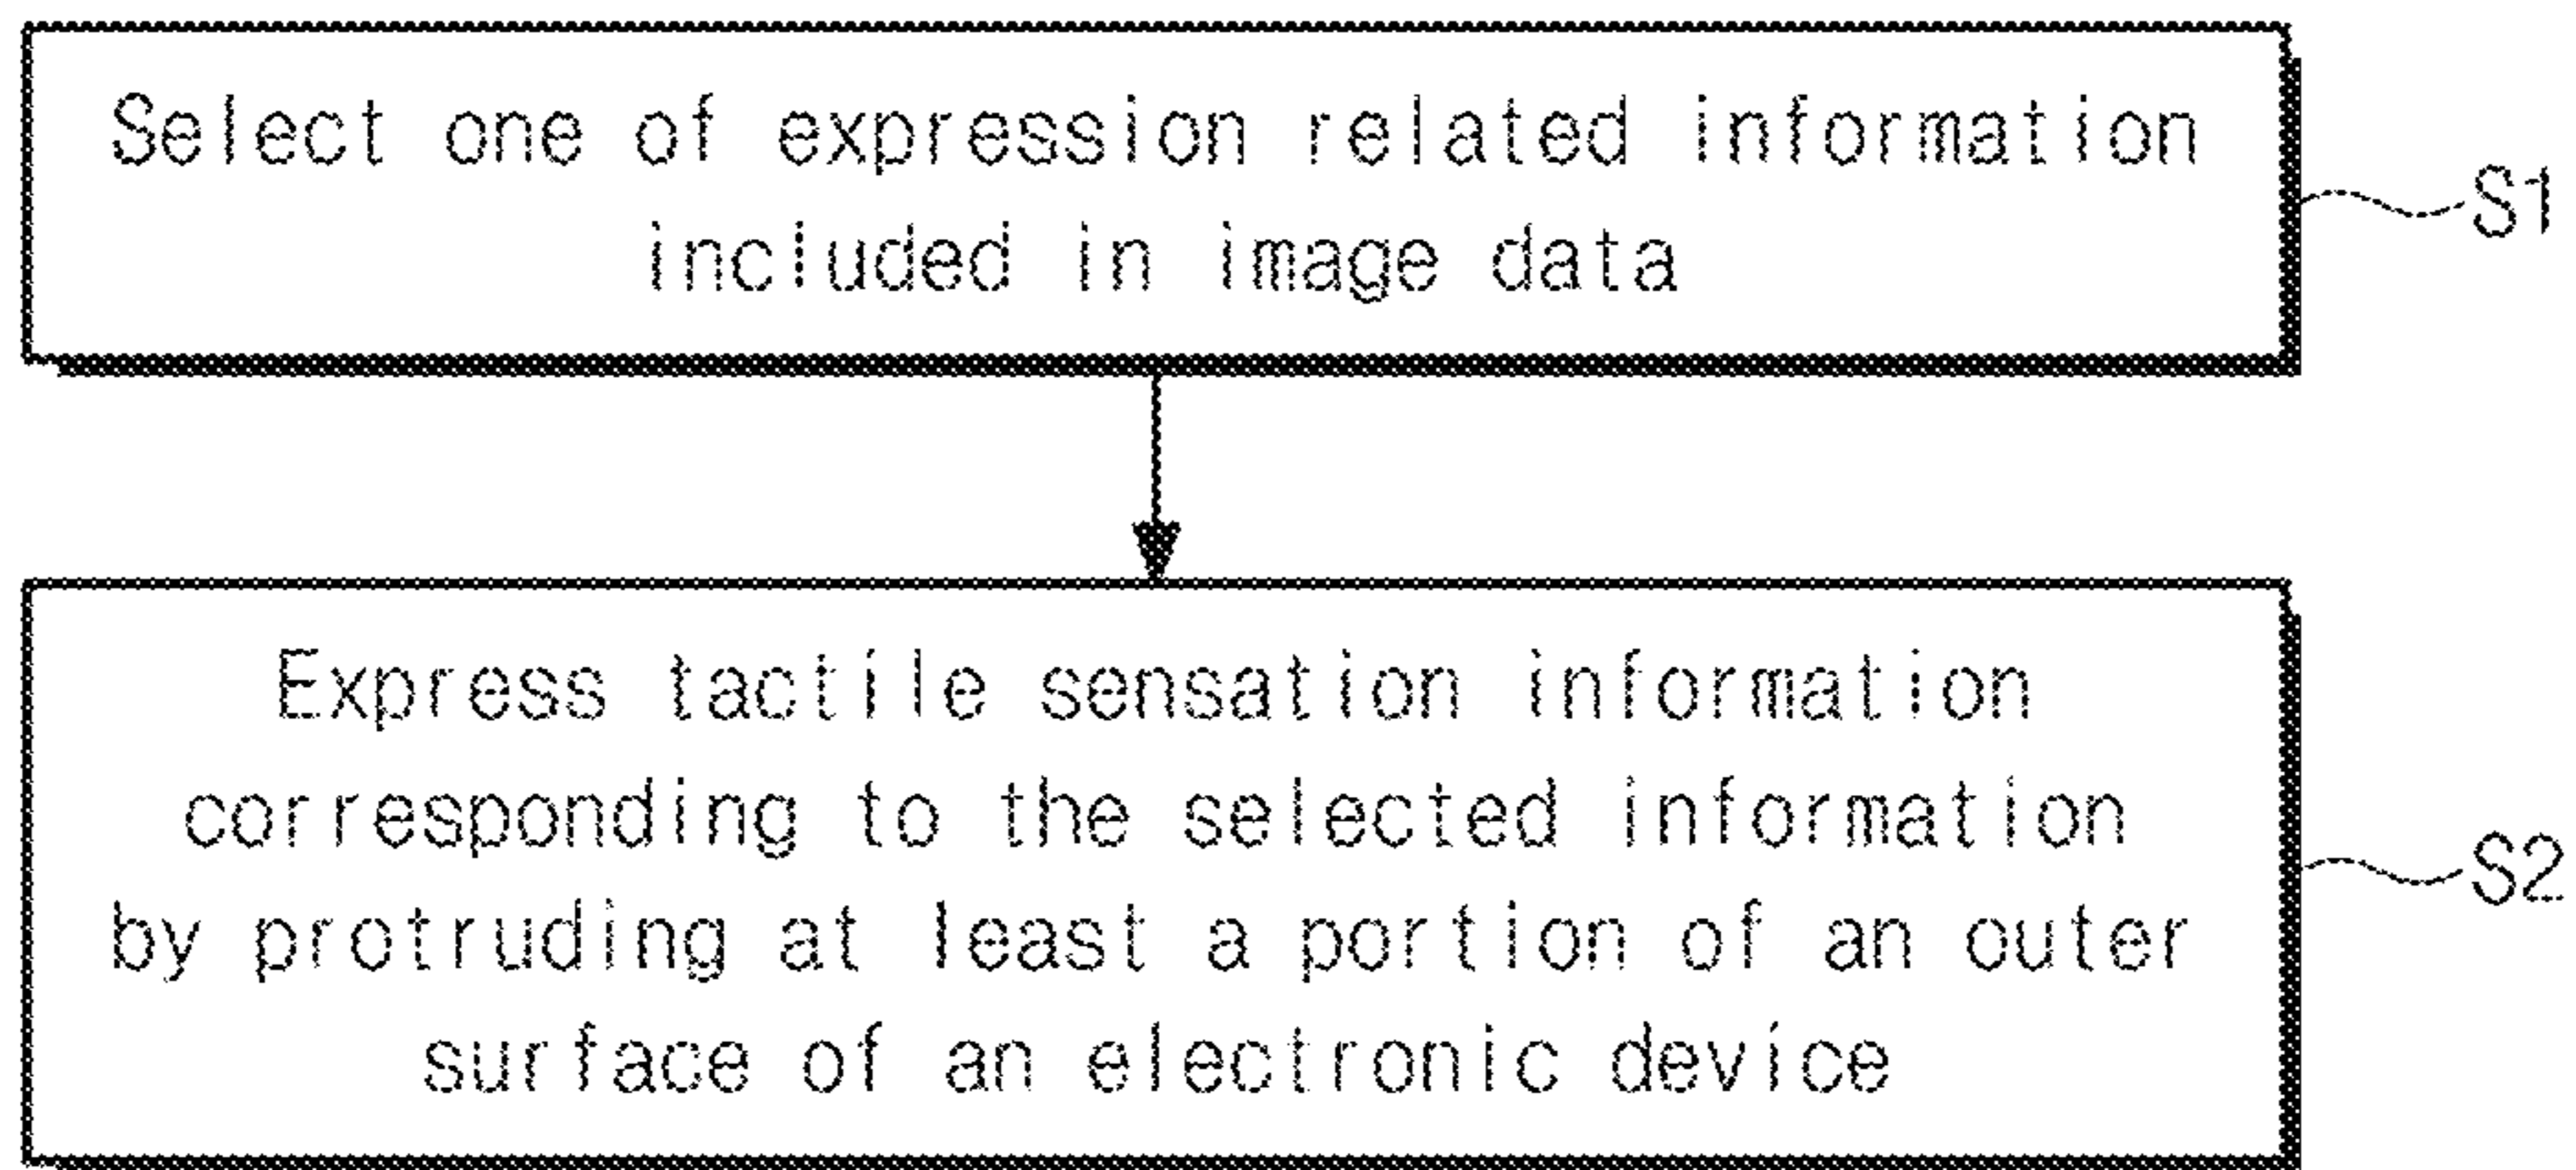 Select one of expression related information
included in image data
S1
Express tactile sensation information
corresponding to the selected information
by protruding at least a portion of an outer
surface of an electronic device
S2